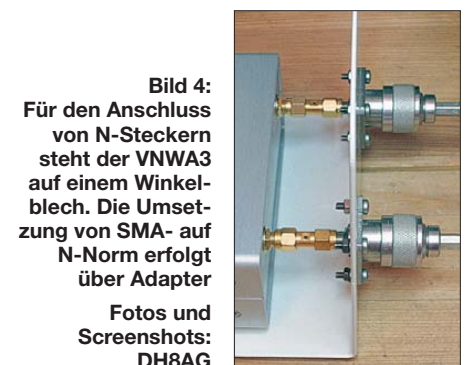 Bild 4:
Für den Anschluss
von N-Steckern
steht der VNWA3
auf einem Winkel-
blech. Die Umset-
zung von SMA- auf
N-Norm erfolgt
über Adapter
Fotos und
Screenshots:
DH8AG